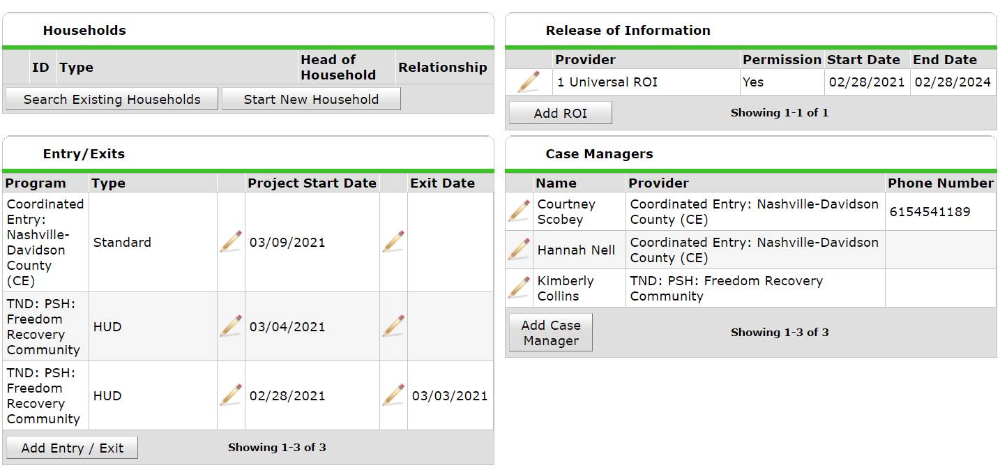 Households
ID Type Head of Household Relationship
Search Existing Households Start New Household
Release of Information
Provider Permission Start Date End Date
1 Universal ROI Yes 02/28/2021 02/28/2024
Add ROI Showing 1-1 of 1
Entry/Exits
Program Type Project Start Date Exit Date
Coordinated
Entry:
Nashville-
Davidson
County
(CE)
Standard 03/09/2021
TND: PSH:
Freedom
Recovery
Community
HUD 03/04/2021
TND: PSH:
Freedom
Recovery
Community
HUD 02/28/2021 03/03/2021
Add Entry / Exit Showing 1-3 of 3
Case Managers
Name Provider Phone Number
Courtney
Scobey
Coordinated Entry: Nashville-Davidson
County (CE)
6154541189
Hannah Nell
Coordinated Entry: Nashville-Davidson
County (CE)
Kimberly
Collins
TND: PSH: Freedom Recovery
Community
Add Case
Manager
Showing 1-3 of 3